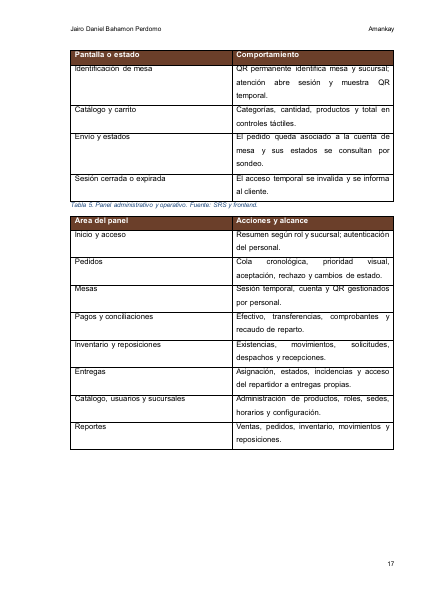 Jairo Daniel Bahamon Perdomo Amankay
Pantalla o estado Comportamiento
Identificación de mesa QR permanente identifica mesa y sucursal;
atención abre sesión y muestra QR
temporal.
Catálogo y carrito Categorías, cantidad, productos y total en
controles táctiles.
Envío y estados El pedido queda asociado a la cuenta de
mesa y sus estados se consultan por
sondeo.
Sesión cerrada o expirada El acceso temporal se invalida y se informa
al cliente.
Tabla 5. Panel administrativo y operativo. Fuente: SRS y frontend.
Área del panel Acciones y alcance
Inicio y acceso Resumen según rol y sucursal; autenticación
del personal.
Pedidos Cola cronológica, prioridad visual,
aceptación, rechazo y cambios de estado.
Mesas Sesión temporal, cuenta y QR gestionados
por personal.
Pagos y conciliaciones Efectivo, transferencias, comprobantes y
recaudo de reparto.
Inventario y reposiciones Existencias, movimientos, solicitudes,
despachos y recepciones.
Entregas Asignación, estados, incidencias y acceso
del repartidor a entregas propias.
Catálogo, usuarios y sucursales Administración de productos, roles, sedes,
horarios y configuración.
Reportes Ventas, pedidos, inventario, movimientos y
reposiciones.
17